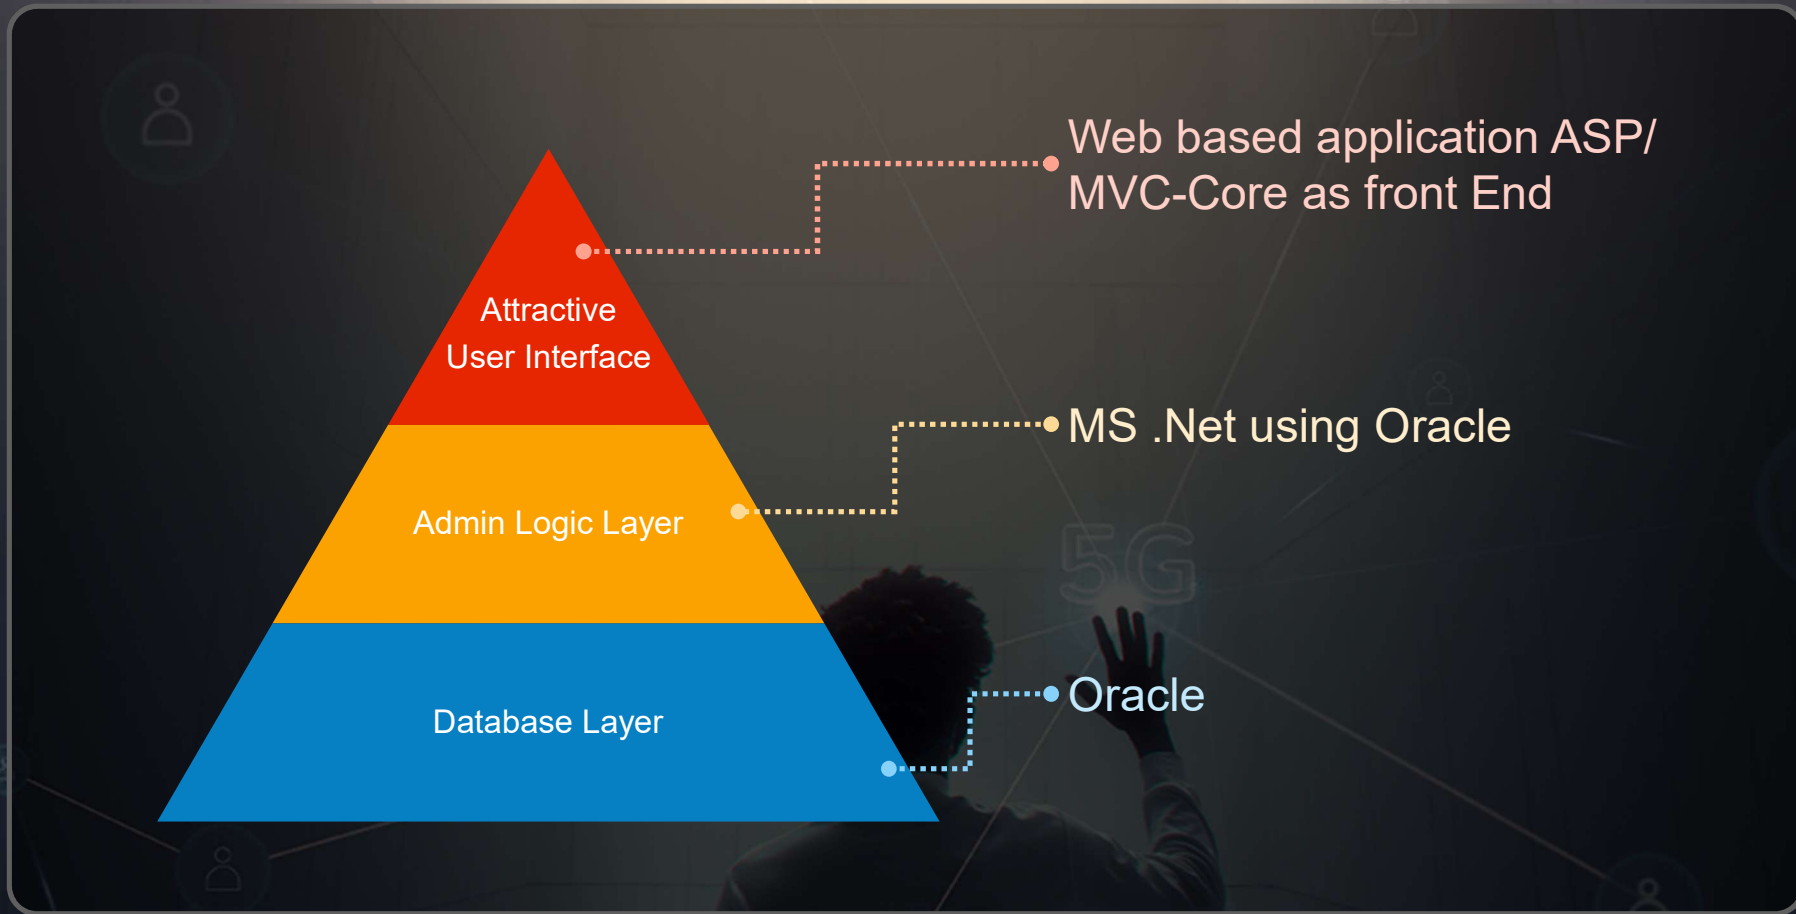 Web based application ASP/
MVC-Core as front End
Attractive
User Interface
MS .Net using Oracle
Admin Logic Layer
5G
Oracle
Database Layer